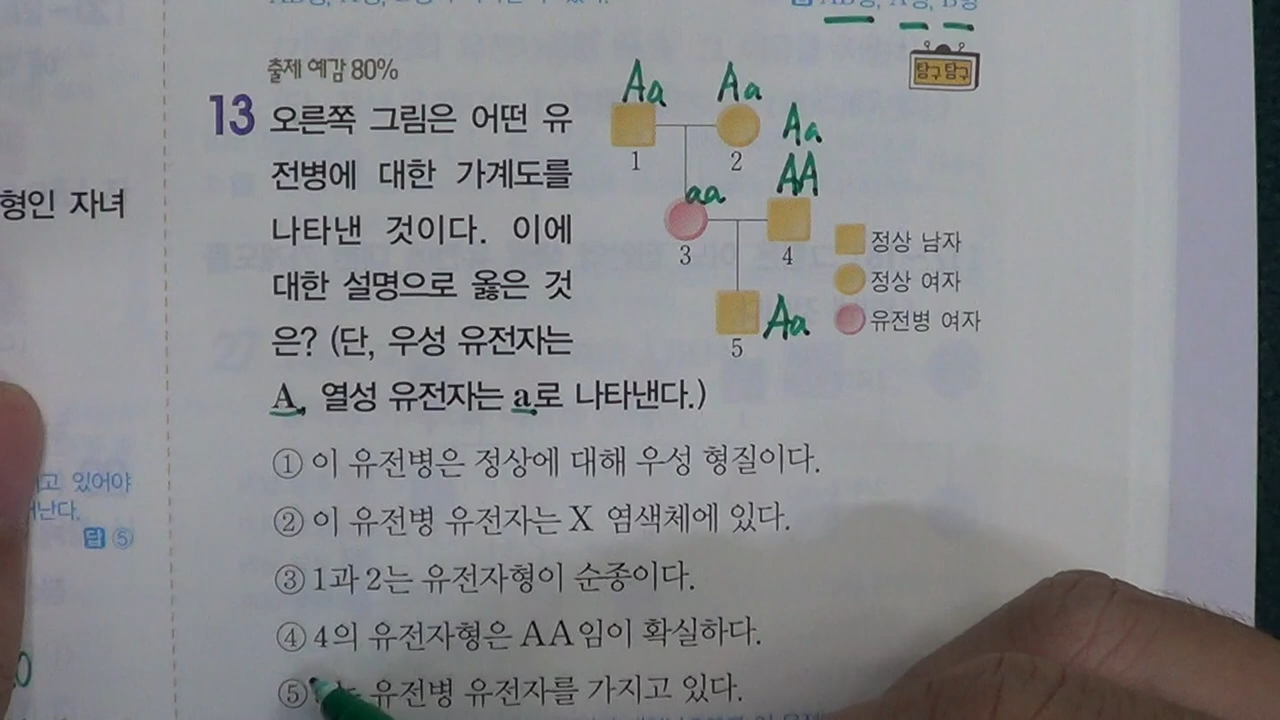 답 AB형, A형, B형
출제 예감 80%
탐구탐구
13 오른쪽 그림은 어떤 유
전병에 대한 가계도를
나타낸 것이다. 이에
대한 설명으로 옳은 것
은? (단, 우성 유전자는
A, 열성 유전자는 a로 나타낸다.)
Aa Aa
Aa
1 2
AA
aa
3 4
Aa
5
정상 남자
정상 여자
유전병 여자
① 이 유전병은 정상에 대해 우성 형질이다.
② 이 유전병 유전자는 X 염색체에 있다.
③ 1과 2는 유전자형이 순종이다.
④ 4의 유전자형은 AA임이 확실하다.
⑤ 유전병 유전자를 가지고 있다.
형인 자녀
고 있어야
난다.
답 ⑤